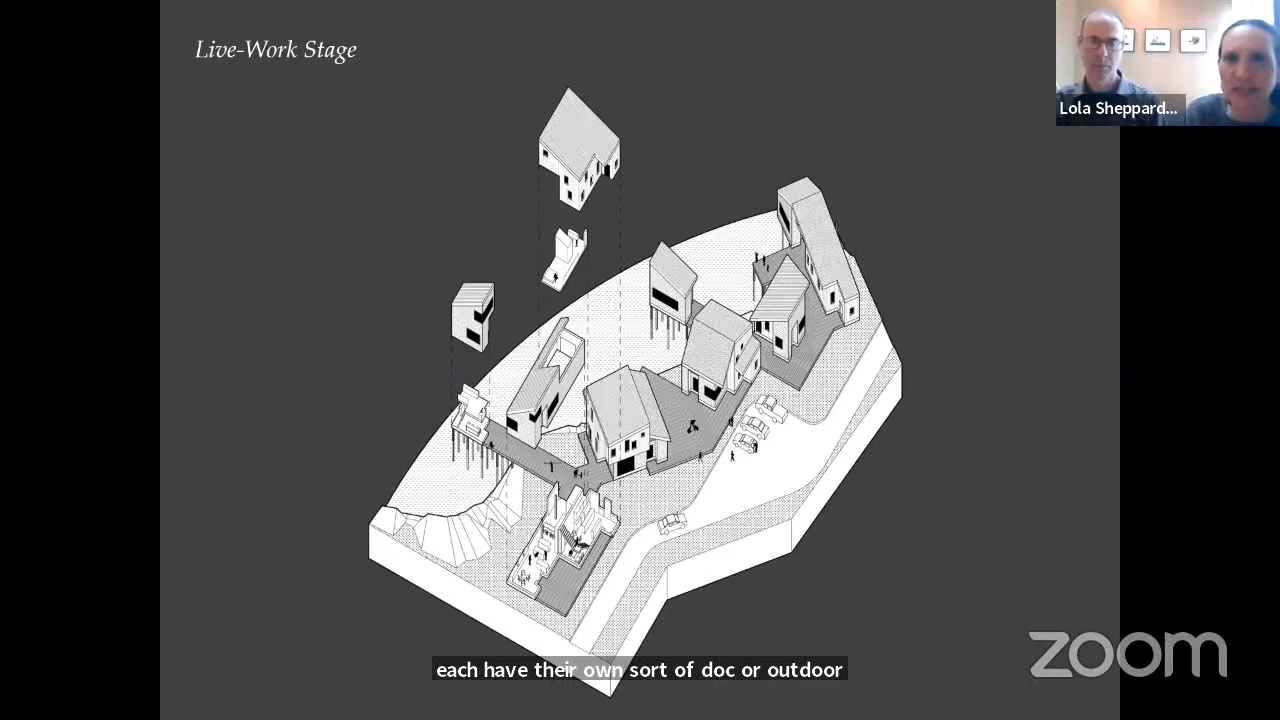 Live-Work Stage
Lola Sheppard...
each have their own sort of doc or outdoor
zoom